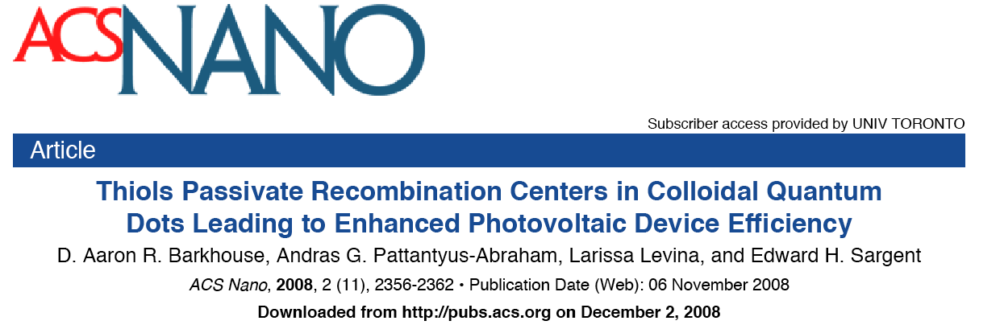 ACSNANO
Subscriber access provided by UNIV TORONTO
Article
Thiols Passivate Recombination Centers in Colloidal Quantum
Dots Leading to Enhanced Photovoltaic Device Efficiency
D. Aaron R. Barkhouse, Andras G. Pattantyus-Abraham, Larissa Levina, and Edward H. Sargent
ACS Nano, 2008, 2 (11), 2356-2362 • Publication Date (Web): 06 November 2008
Downloaded from http://pubs.acs.org on December 2, 2008